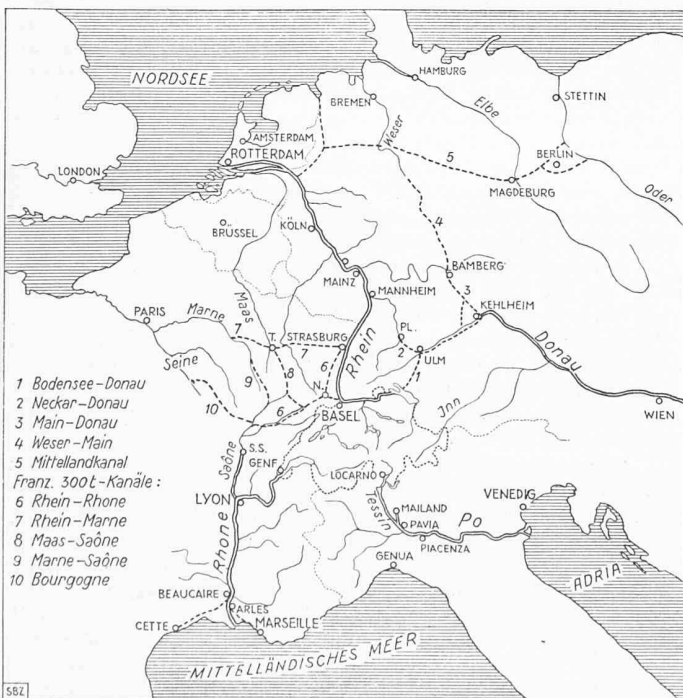 NORDSEE
HAMBURG
STETTIN
BREMEN
Elbe
Weser
AMSTERDAM
ROTTERDAM
5
BERLIN
LONDON
MAGDEBURG
Oder
BRÜSSEL
KÖLN
4
BAMBERG
MAINZ
MANNHEIM
3
KEHLHEIM
Maas
PARIS
Marne
7
T.
STRASBURG
7
Rhein
PL.
2
ULM
Donau
Seine
9
8
6
N.
1
10
6
BASEL
Inn
WIEN
1 Bodensee-Donau
2 Neckar-Donau
3 Main-Donau
4 Weser-Main
5 Mittellandkanal
Franz. 300t-Kanäle:
6 Rhein-Rhone
7 Rhein-Marne
8 Maas-Saône
9 Marne-Saône
10 Bourgogne
Saône
S.S.
GENF
LOCARNO
LYON
Tessin
MAILAND
PAVIA
Po
VENEDIG
PIACENZA
Rhone
GENUA
ADRIA
BEAUCAIRE
ARLES
CETTE
MARSEILLE
MITTELLÄNDISCHES MEER
SBZ